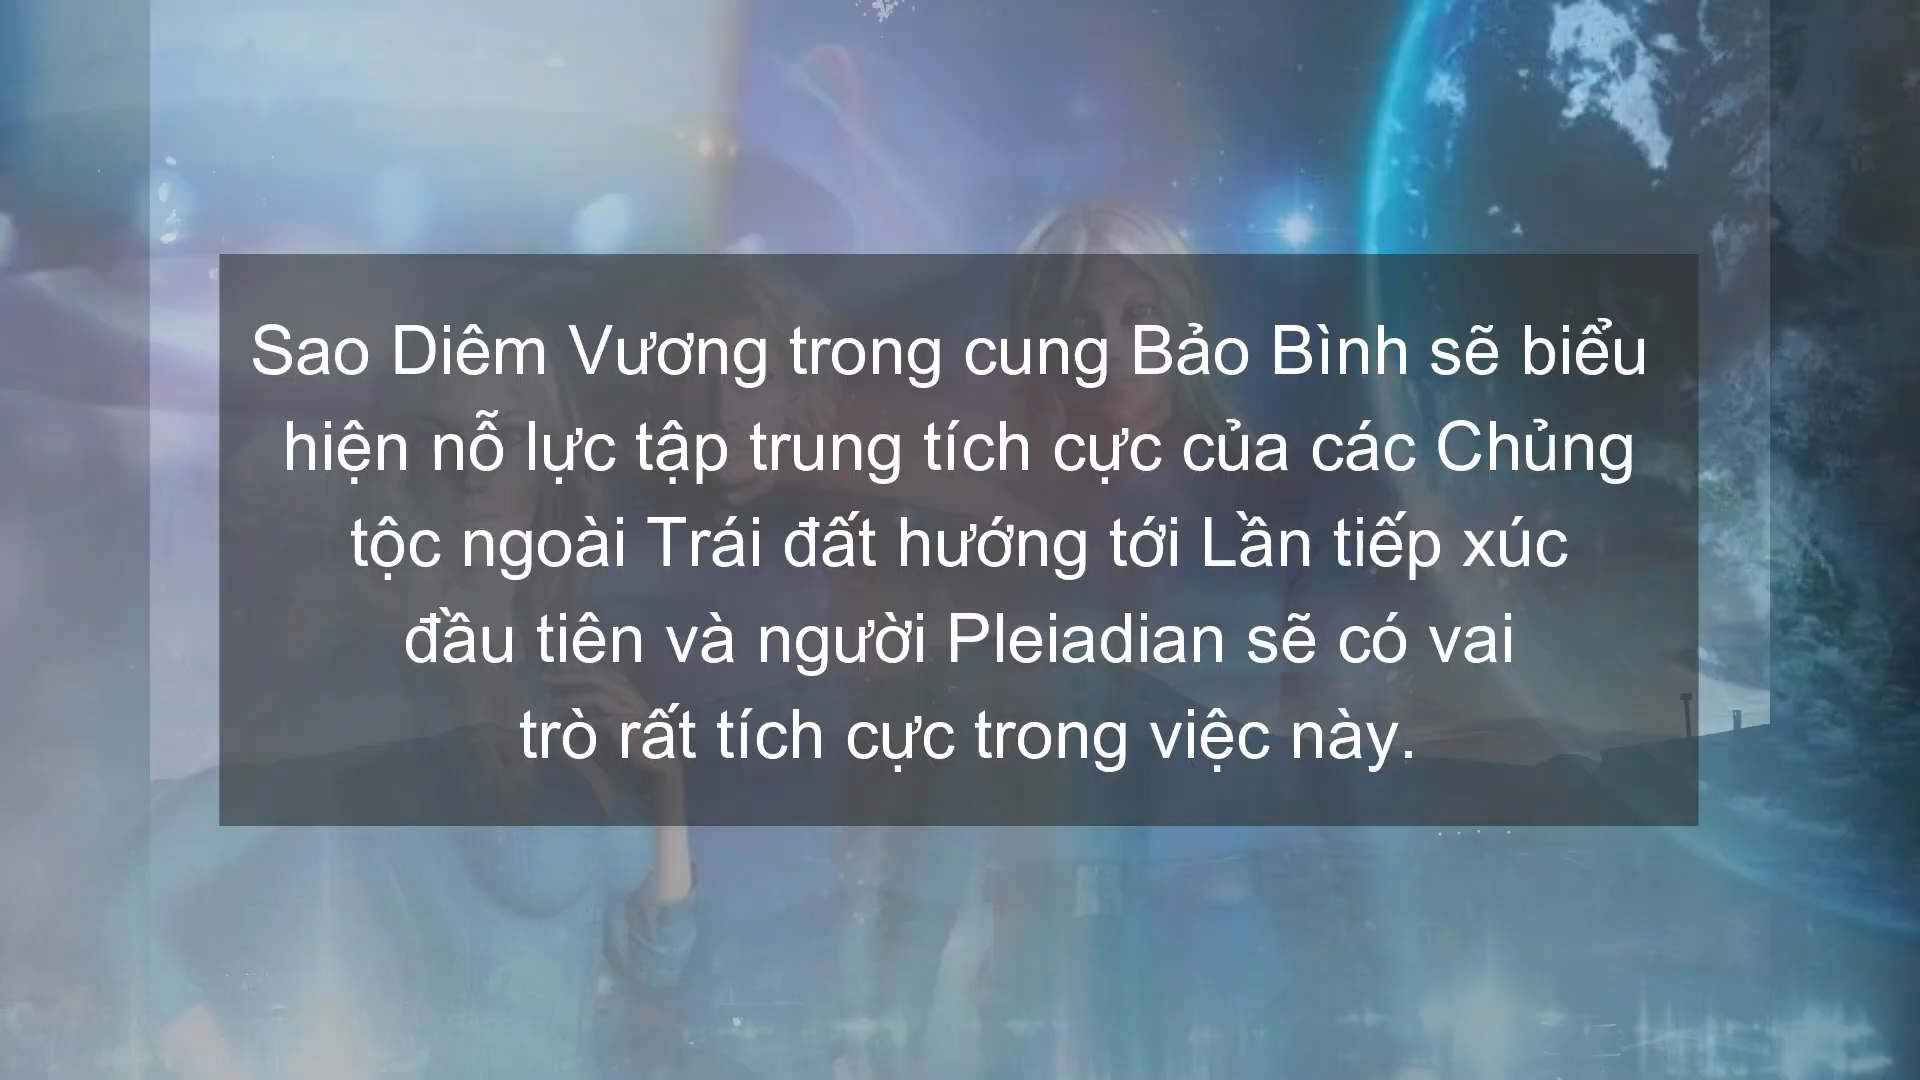 Sao Diêm Vương trong cung Bảo Bình sẽ biểu
hiện nỗ lực tập trung tích cực của các Chủng
tộc ngoài Trái đất hướng tới Lần tiếp xúc
đầu tiên và người Pleiadian sẽ có vai
trò rất tích cực trong việc này.